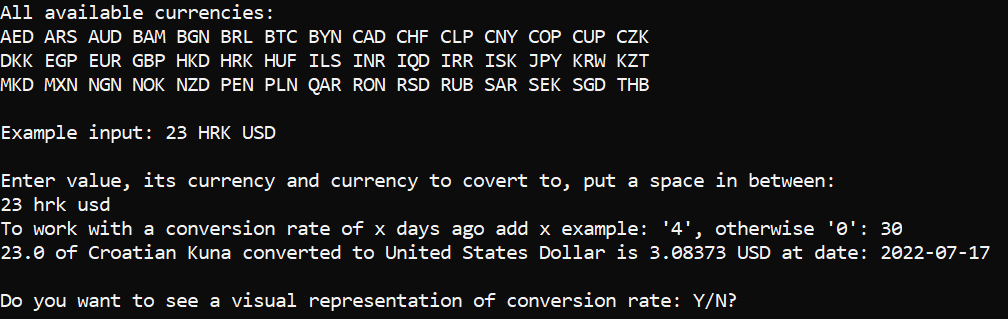 All available currencies:
AED ARS AUD BAM BGN BRL BTC BYN CAD CHF CLP CNY COP CUP CZK
DKK EGP EUR GBP HKD HRK HUF ILS INR IQD IRR ISK JPY KRW KZT
MKD MXN NGN NOK NZD PEN PLN QAR RON RSD RUB SAR SEK SGD THB
Example input: 23 HRK USD
Enter value, its currency and currency to covert to, put a space in between:
23 hrk usd
To work with a conversion rate of x days ago add x example: '4', otherwise '0': 30
23.0 of Croatian Kuna converted to United States Dollar is 3.08373 USD at date: 2022-07-17
Do you want to see a visual representation of conversion rate: Y/N?